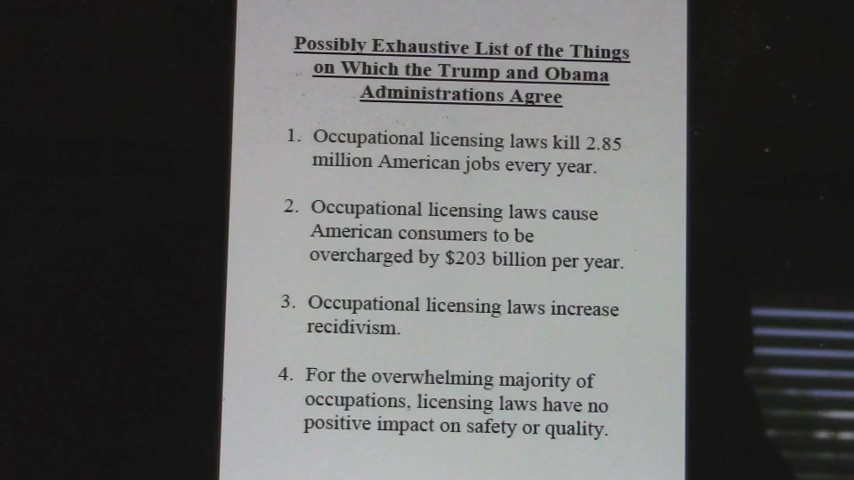 Possibly Exhaustive List of the Things
on Which the Trump and Obama
Administrations Agree
1. Occupational licensing laws kill 2.85
million American jobs every year.
2. Occupational licensing laws cause
American consumers to be
overcharged by $203 billion per year.
3. Occupational licensing laws increase
recidivism.
4. For the overwhelming majority of
occupations, licensing laws have no
positive impact on safety or quality.